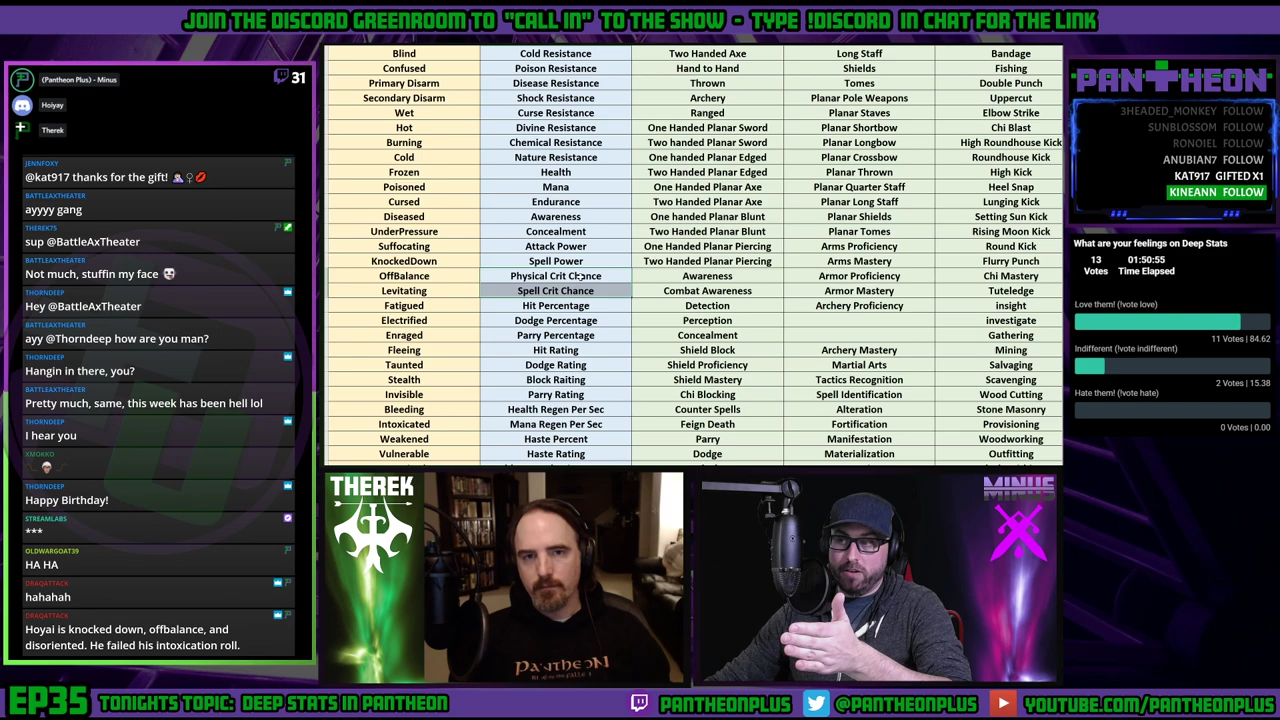 JOIN THE DISCORD GREENROOM TO "CALL IN" TO THE SHOW - TYPE !DISCORD IN CHAT FOR THE LINK
(Pantheon Plus) - Minus
31
Hoiyay
Therek
JENNFOXY
@kat917 thanks for the gift!
BATTLEAXTHEATER
ayyyy gang
THEREK75
sup @BattleAxTheater
BATTLEAXTHEATER
Not much, stuffin my face
THORNDEEP
Hey @BattleAxTheater
BATTLEAXTHEATER
ayy @Thorndeep how are you man?
THORNDEEP
Hangin in there, you?
BATTLEAXTHEATER
Pretty much, same, this week has been hell lol
THORNDEEP
I hear you
XMOKKO
THORNDEEP
Happy Birthday!
STREAMLABS
***
OLDWARGOAT39
HA HA
DRAQATTACK
hahahah
DRAQATTACK
Hoyai is knocked down, offbalance, and
disoriented. He failed his intoxication roll.
Blind Cold Resistance Two Handed Axe Long Staff Bandage
Confused Poison Resistance Hand to Hand Shields Fishing
Primary Disarm Disease Resistance Thrown Tomes Double Punch
Secondary Disarm Shock Resistance Archery Planar Pole Weapons Uppercut
Wet Curse Resistance Ranged Planar Staves Elbow Strike
Hot Divine Resistance One Handed Planar Sword Planar Shortbow Chi Blast
Burning Chemical Resistance Two handed Planar Sword Planar Longbow High Roundhouse Kick
Cold Nature Resistance One handed Planar Edged Planar Crossbow Roundhouse Kick
Frozen Health Two Handed Planar Edged Planar Thrown High Kick
Poisoned Mana One Handed Planar Axe Planar Quarter Staff Heel Snap
Cursed Endurance Two Handed Planar Axe Planar Long Staff Lunging Kick
Diseased Awareness One handed Planar Blunt Planar Shields Setting Sun Kick
UnderPressure Concealment Two Handed Planar Blunt Planar Tomes Rising Moon Kick
Suffocating Attack Power One Handed Planar Piercing Arms Proficiency Round Kick
KnockedDown Spell Power Two Handed Planar Piercing Arms Mastery Flurry Punch
OffBalance Physical Crit Chance Awareness Armor Proficiency Chi Mastery
Levitating Spell Crit Chance Combat Awareness Armor Mastery Tuteledge
Fatigued Hit Percentage Detection Archery Proficiency insight
Electrified Dodge Percentage Perception investigate
Enraged Parry Percentage Concealment Gathering
Fleeing Hit Rating Shield Block Archery Mastery Mining
Taunted Dodge Rating Shield Proficiency Martial Arts Salvaging
Stealth Block Raiting Shield Mastery Tactics Recognition Scavenging
Invisible Parry Rating Chi Blocking Spell Identification Wood Cutting
Bleeding Health Regen Per Sec Counter Spells Alteration Stone Masonry
Intoxicated Mana Regen Per Sec Feign Death Fortification Provisioning
Weakened Haste Percent Parry Manifestation Woodworking
Vulnerable Haste Rating Dodge Materialization Outfitting
PANTHEON
3HEADED_MONKEY FOLLOW
SUNBLOSSOM FOLLOW
RONOIEL FOLLOW
ANUBIAN7 FOLLOW
KAT917 GIFTED X1
KINEANN FOLLOW
What are your feelings on Deep Stats
13 01:50:55
Votes Time Elapsed
Love them! (!vote love)
11 Votes | 84.62
Indifferent (!vote indifferent)
2 Votes | 15.38
Hate them! (!vote hate)
0 Votes | 0.00
THEREK
MINUS
PANTHEON
EP35 TONIGHTS TOPIC: DEEP STATS IN PANTHEON PANTHEONPLUS @PANTHEONPLUS YOUTUBE.COM/PANTHEONPLUS